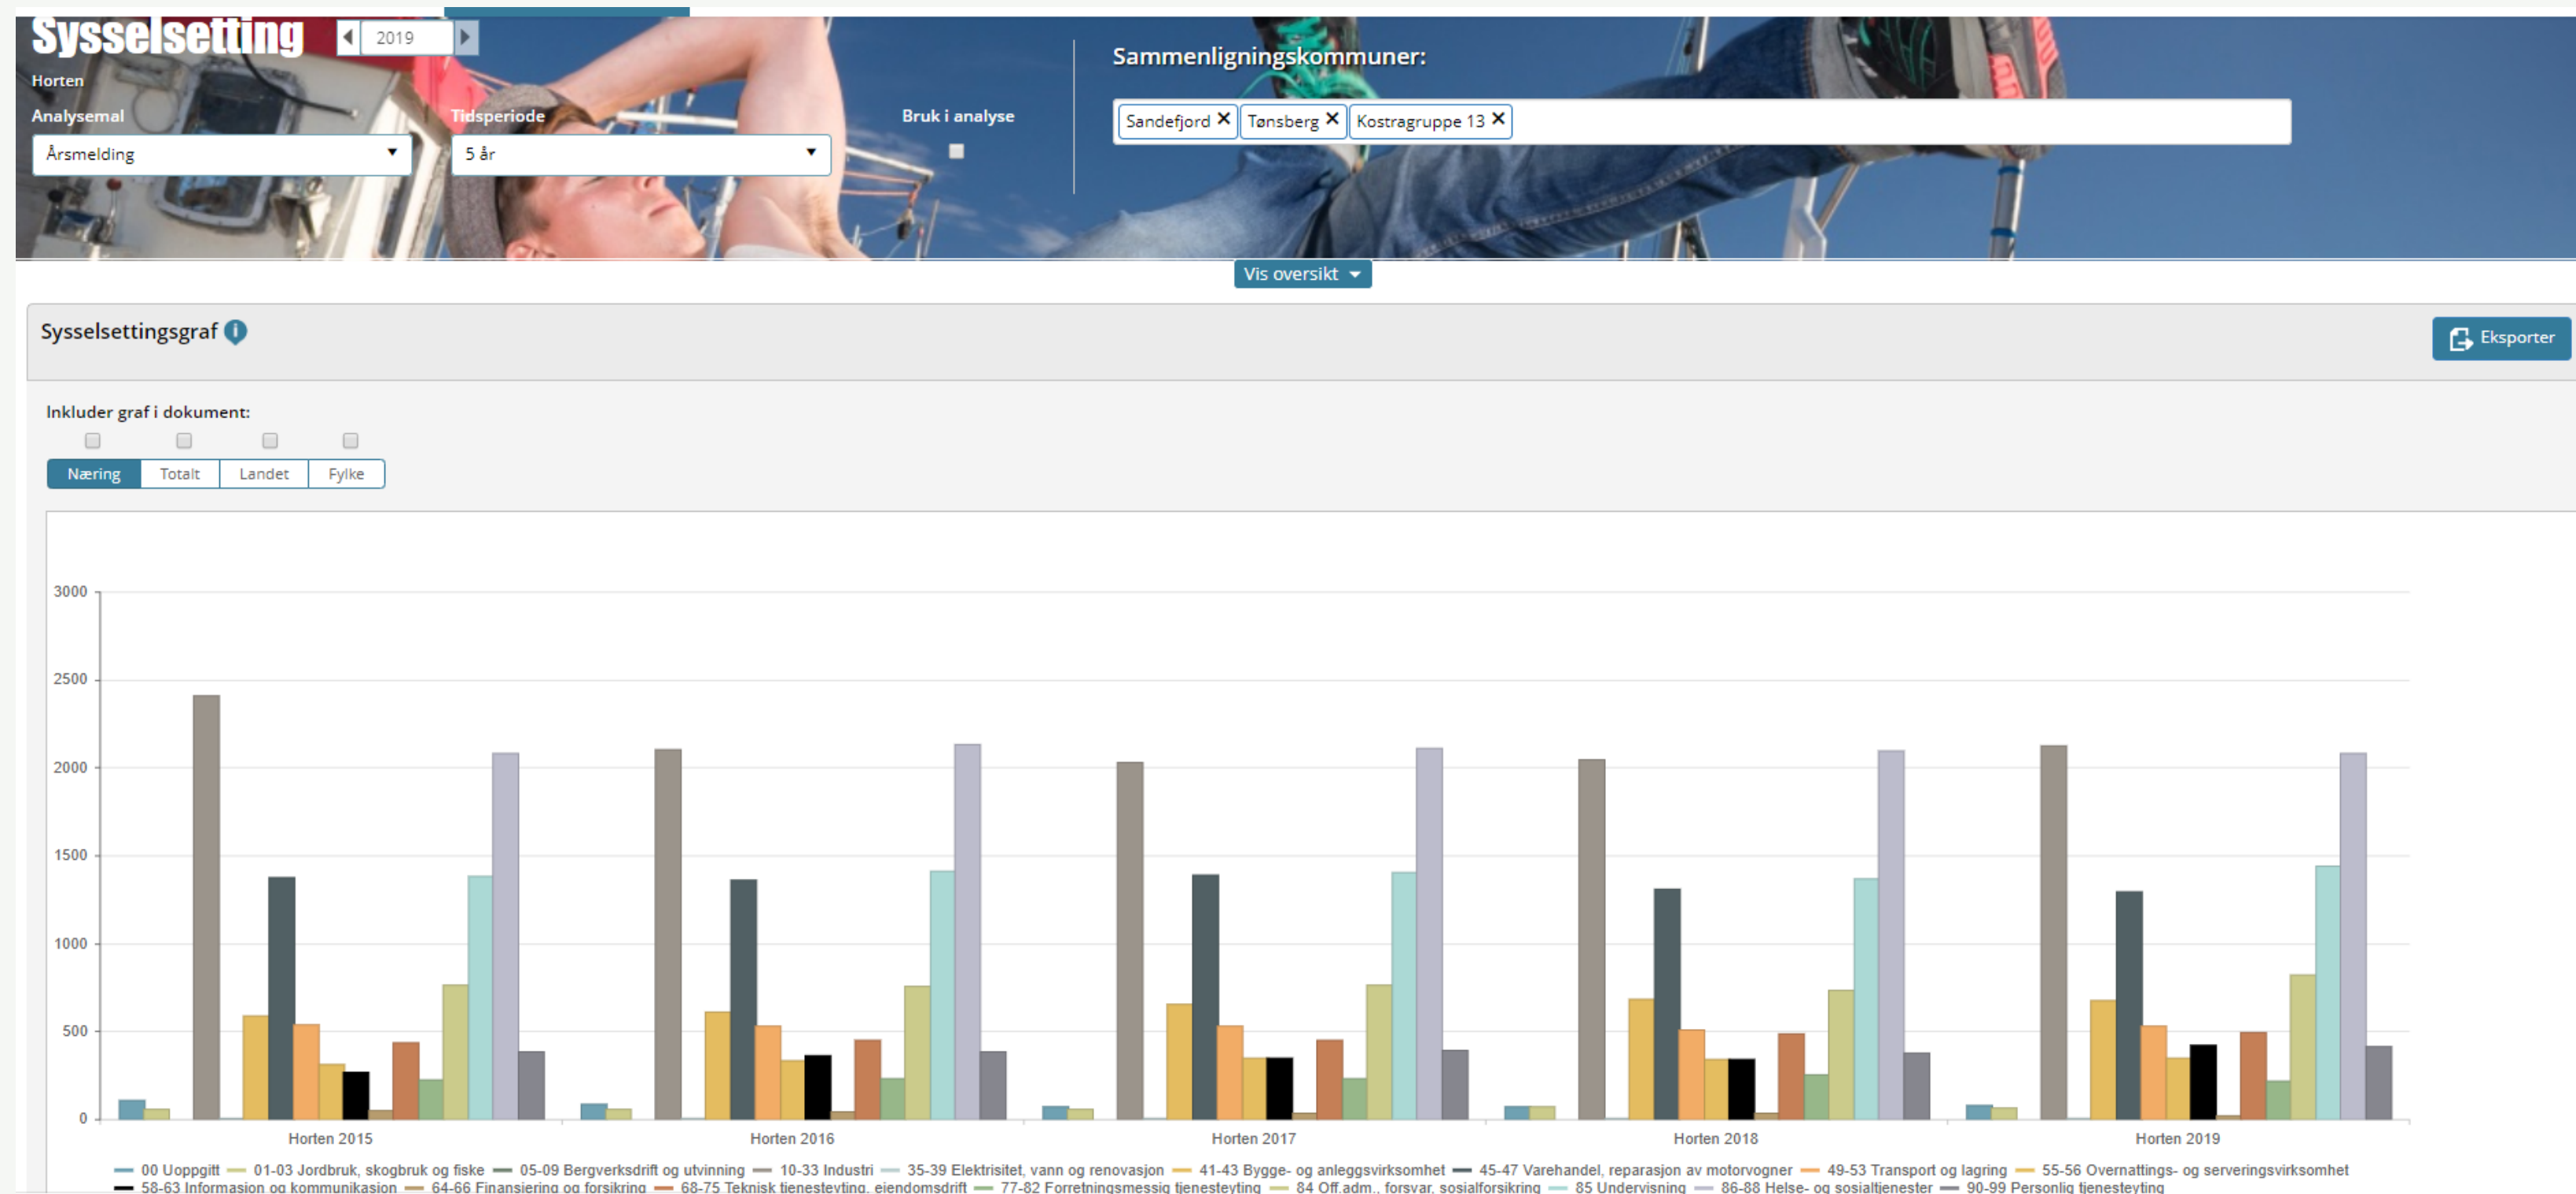 Sysselsetting
2019
Horten
Analysemal
Tidsperiode
Bruk i analyse
Årsmelding
5 år
Sammenligningskommuner:
Sandefjord ✕ Tønsberg ✕ Kostragruppe 13 ✕
Vis oversikt
Sysselsettingsgraf
Eksporter
Inkluder graf i dokument:
Næring Totalt Landet Fylke
3000
2500
2000
1500
1000
500
0
Horten 2015 Horten 2016 Horten 2017 Horten 2018 Horten 2019
00 Uoppgitt 01-03 Jordbruk, skogbruk og fiske 05-09 Bergverksdrift og utvinning 10-33 Industri 35-39 Elektrisitet, vann og renovasjon 41-43 Bygge- og anleggsvirksomhet 45-47 Varehandel, reparasjon av motorvogner 49-53 Transport og lagring 55-56 Overnattings- og serveringsvirksomhet
58-63 Informasjon og kommunikasjon 64-66 Finansiering og forsikring 68-75 Teknisk tjenesteyting, eiendomsdrift 77-82 Forretningsmessig tjenesteyting 84 Off.adm., forsvar, sosialforsikring 85 Undervisning 86-88 Helse- og sosialtjenester 90-99 Personlig tjenesteyting